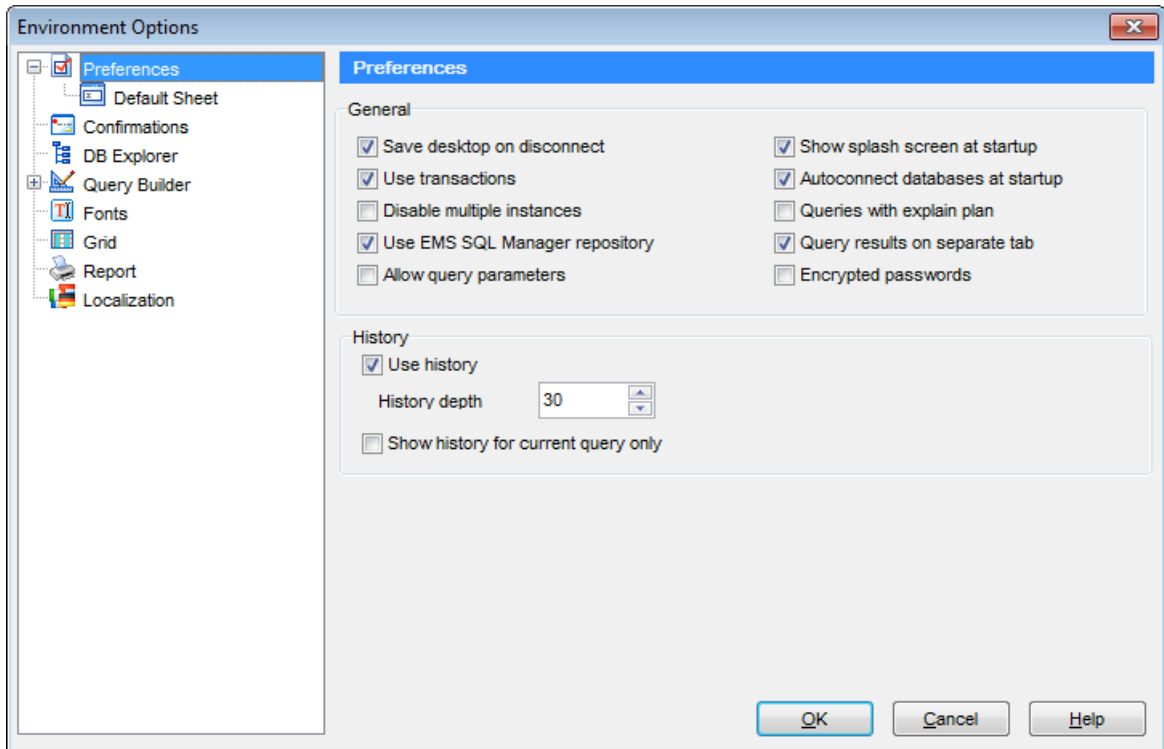 Environment Options
Preferences
Default Sheet
Confirmations
DB Explorer
Query Builder
Fonts
Grid
Report
Localization
Preferences
General
Save desktop on disconnect
Show splash screen at startup
Use transactions
Autoconnect databases at startup
Disable multiple instances
Queries with explain plan
Use EMS SQL Manager repository
Query results on separate tab
Allow query parameters
Encrypted passwords
History
Use history
History depth 30
Show history for current query only
OK Cancel Help